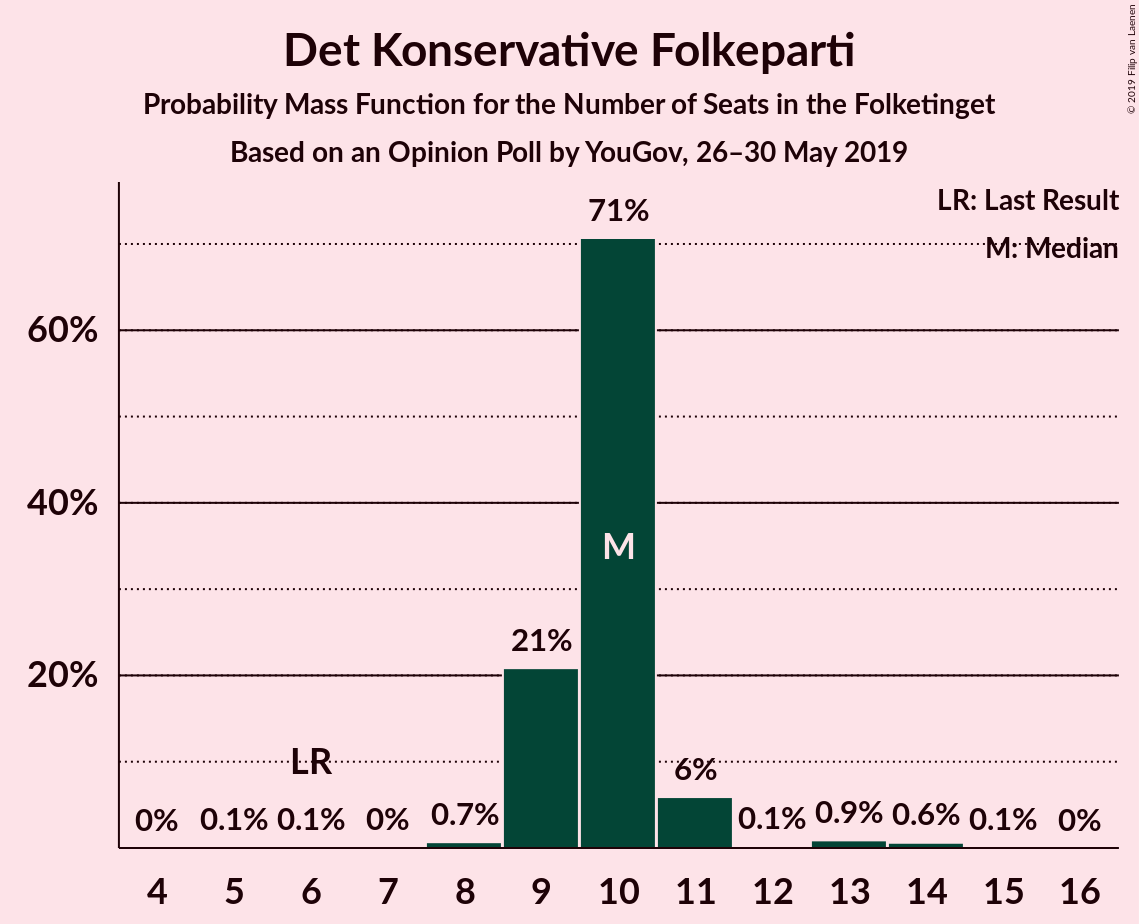 Det Konservative Folkeparti
Probability Mass Function for the Number of Seats in the Folketinget
Based on an Opinion Poll by YouGov, 26–30 May 2019
© 2019 Filip van Laenen
LR: Last Result
M: Median
71%
60%
40%
M
21%
20%
LR
6%
0% 0.1% 0.1% 0% 0.7% 0.1% 0.9% 0.6% 0.1% 0%
4 5 6 7 8 9 10 11 12 13 14 15 16